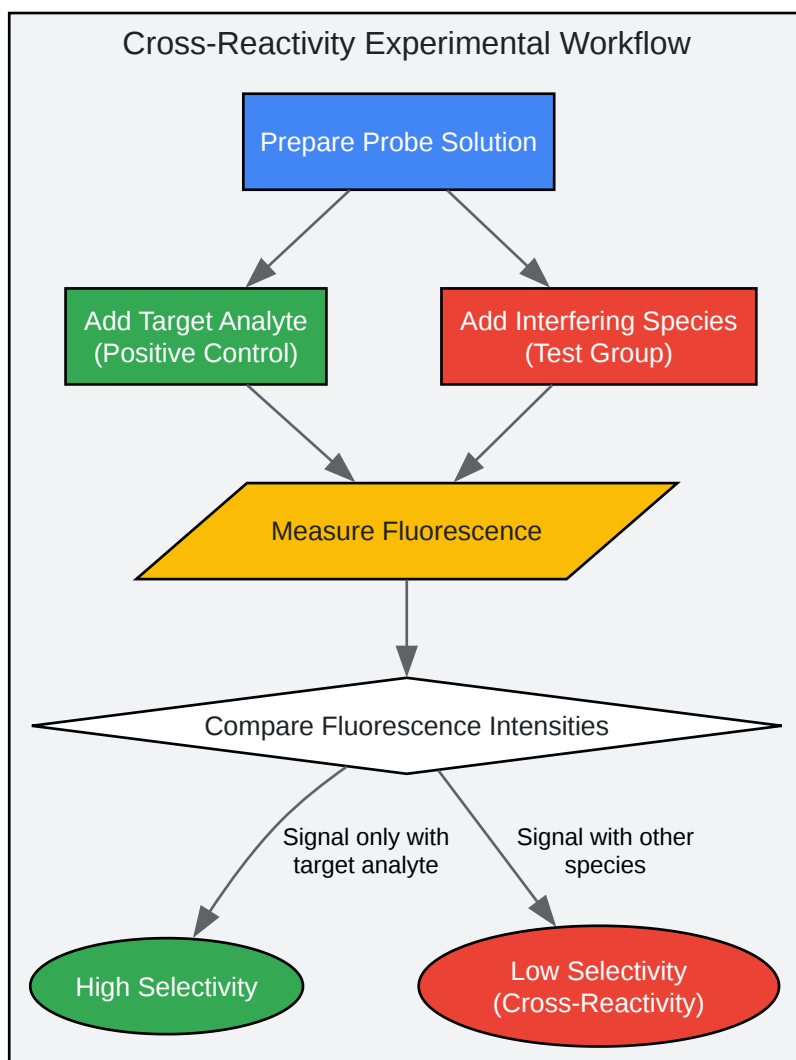 Cross-Reactivity Experimental Workflow
Prepare Probe Solution
Add Target Analyte
(Positive Control)
Add Interfering Species
(Test Group)
Measure Fluorescence
Compare Fluorescence Intensities
Signal only with
target analyte
Signal with other
species
High Selectivity
Low Selectivity
(Cross-Reactivity)